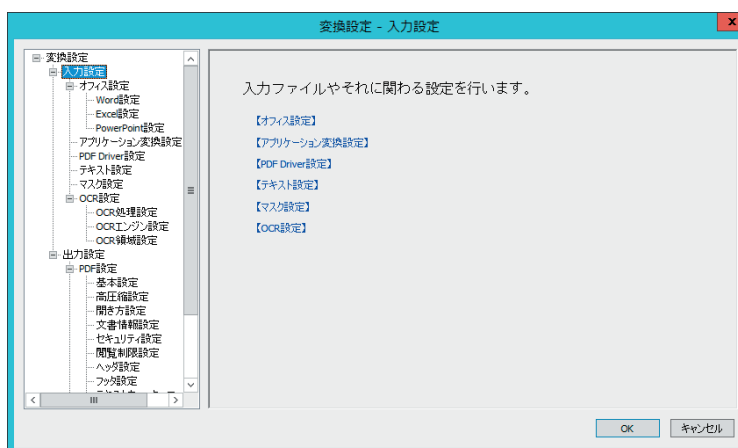 変換設定 - 入力設定
x
変換設定
入力設定
オフィス設定
Word設定
Excel設定
PowerPoint設定
アプリケーション変換設定
PDF Driver設定
テキスト設定
マスク設定
OCR設定
OCR処理設定
OCRエンジン設定
OCR領域設定
出力設定
PDF設定
基本設定
高圧縮設定
開き方設定
文書情報設定
セキュリティ設定
閲覧制限設定
ヘッダ設定
フッタ設定
入力ファイルやそれに関わる設定を行います。
【オフィス設定】
【アプリケーション変換設定】
【PDF Driver設定】
【テキスト設定】
【マスク設定】
【OCR設定】
OK
キャンセル